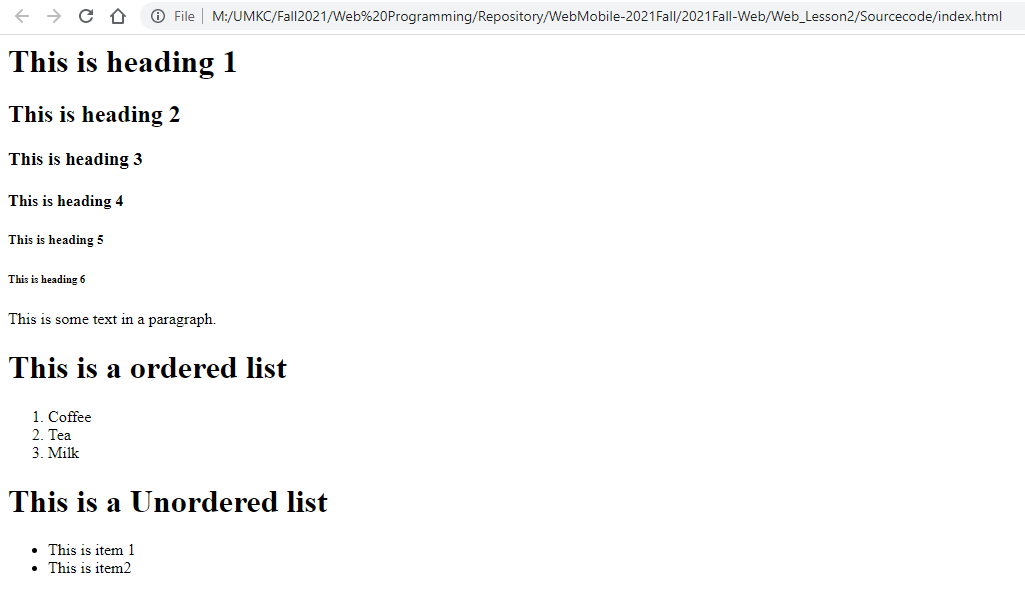 File M:/UMKC/Fall2021/Web%20Programming/Repository/WebMobile-2021Fall/2021Fall-Web/Web_Lesson2/Sourcecode/index.html
This is heading 1
This is heading 2
This is heading 3
This is heading 4
This is heading 5
This is heading 6
This is some text in a paragraph.
This is a ordered list
1. Coffee
2. Tea
3. Milk
This is a Unordered list
• This is item 1
• This is item2